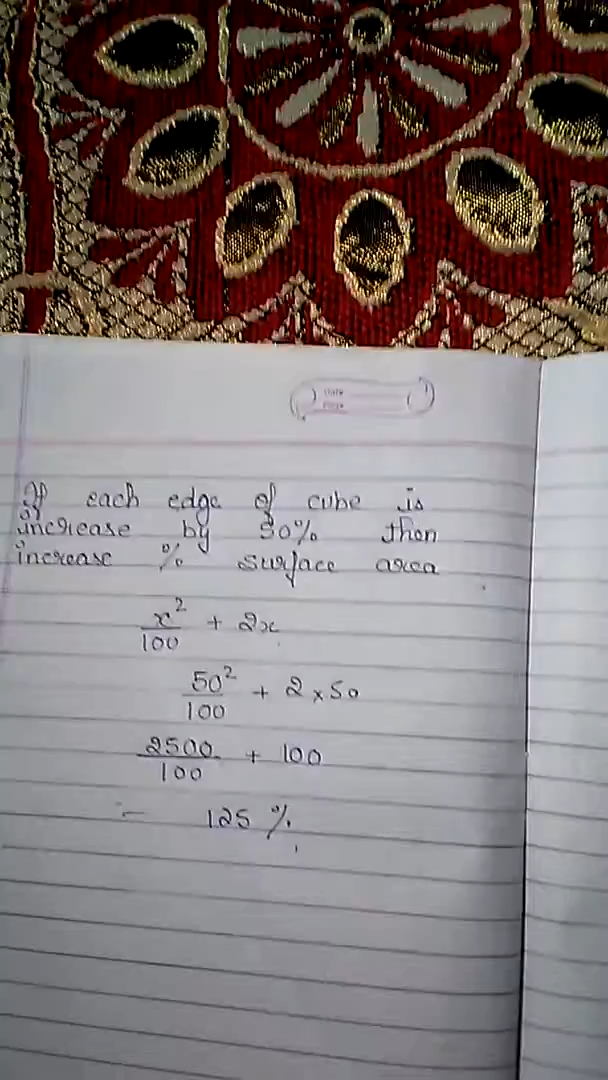 If each edge of cube is
increase by 50% then
increase % surface area
x²/100 + 2x
50²/100 + 2 × 50
2500/100 + 100
= 125 %